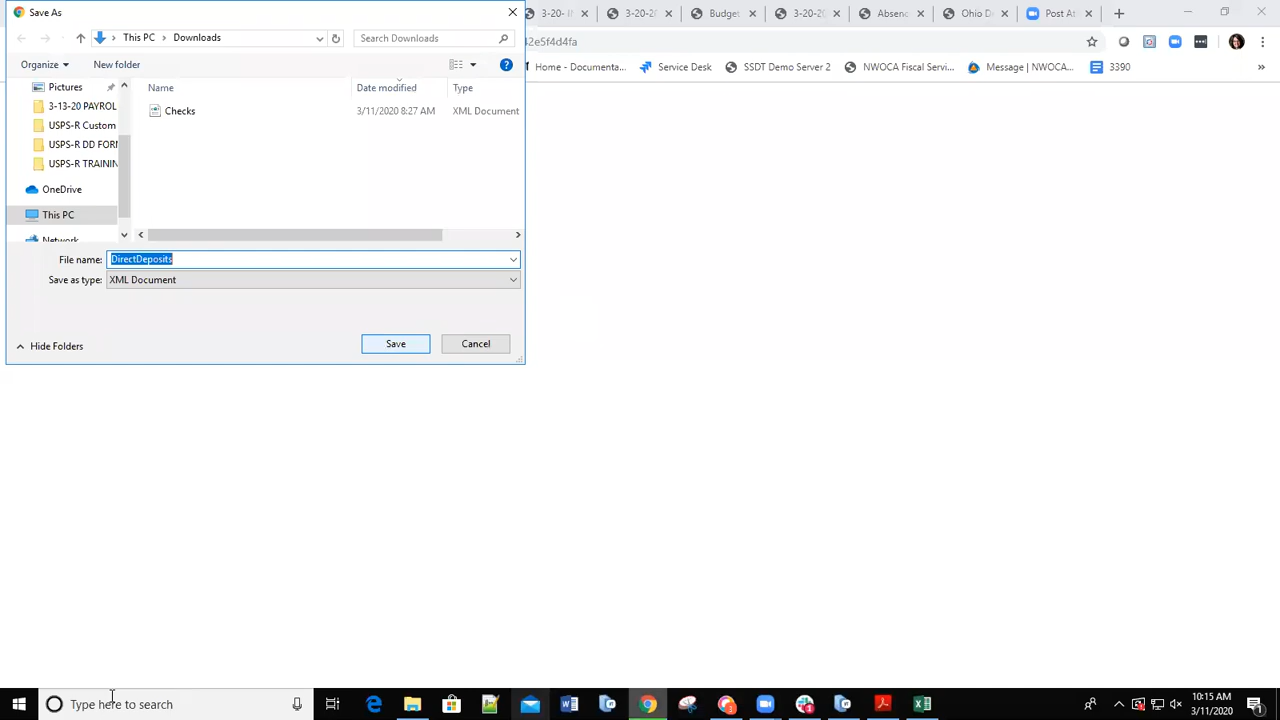 Save As
3-20-
3-20-2
Budget
3-20-2
Absenc
Ohio D
Post At
This PC
Downloads
Search Downloads
2e5f4d4fa
Organize
New folder
Home - Documenta...
Service Desk
SSDT Demo Server 2
NWOCA Fiscal Servi...
Message | NWOCA...
3390
»
Pictures
3-13-20 PAYROL
USPS-R Custom
USPS-R DD FORM
USPS-R TRAININ
OneDrive
This PC
Network
Name
Date modified
Type
Checks
3/11/2020 8:27 AM
XML Document
File name:
DirectDeposits
Save as type:
XML Document
Hide Folders
Save
Cancel
Type here to search
10:15 AM
3/11/2020